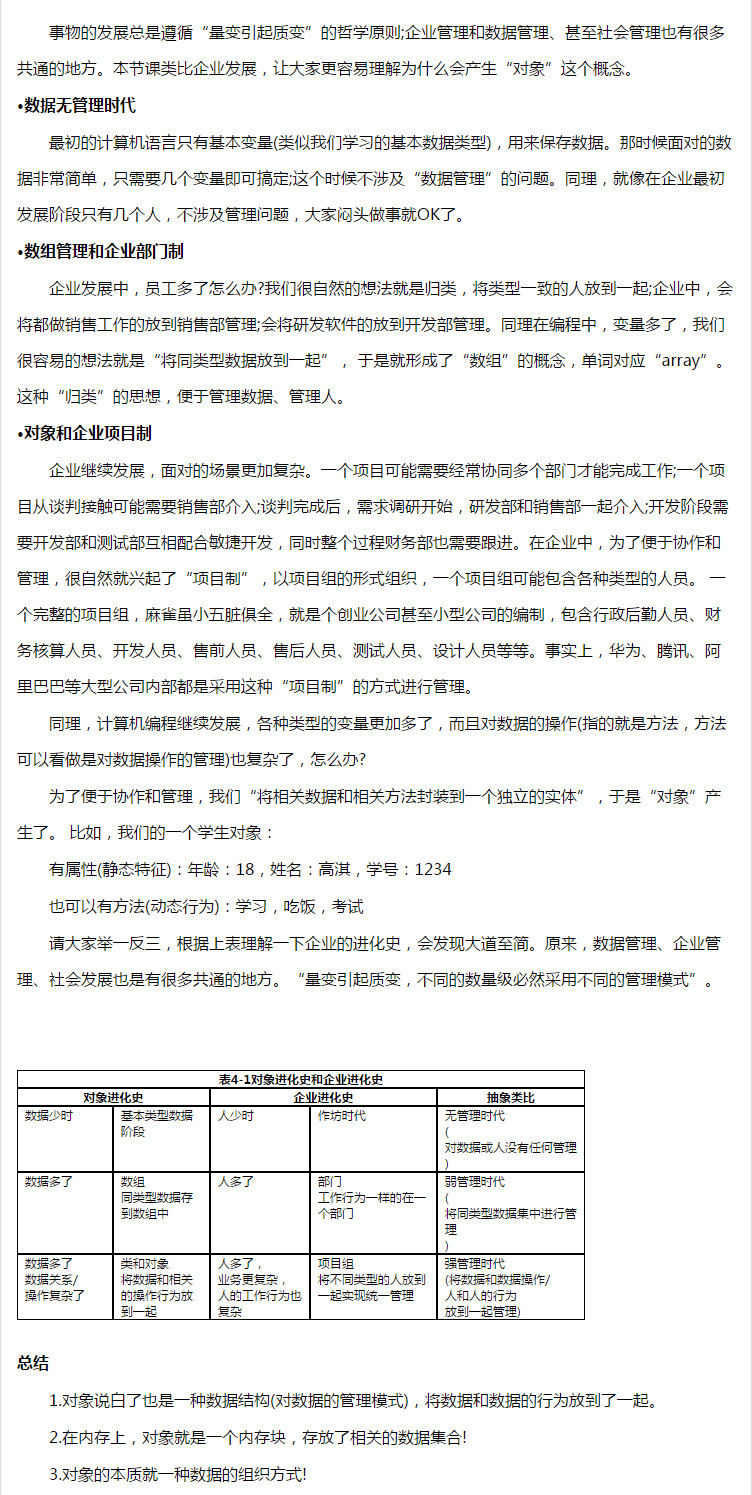 事物的发展总是遵循“量变引起质变”的哲学原则;企业管理和数据管理、甚至社会管理也有很多
共通的地方。本节课类比企业发展，让大家更容易理解为什么会产生“对象”这个概念。
•数据无管理时代
最初的计算机语言只有基本变量(类似我们学习的基本数据类型)，用来保存数据。那时候面对的数
据非常简单，只需要几个变量即可搞定;这个时候不涉及“数据管理”的问题。同理，就像在企业最初
发展阶段只有几个人，不涉及管理问题，大家闷头做事就OK了。
•数组管理和企业部门制
企业发展中，员工多了怎么办?我们很自然的想法就是归类，将类型一致的人放到一起;企业中，会
将都做销售工作的放到销售部管理;会将研发软件的放到开发部管理。同理在编程中，变量多了，我们
很容易的想法就是“将同类型数据放到一起”， 于是就形成了“数组”的概念，单词对应“array”。
这种“归类”的思想，便于管理数据、管理人。
•对象和企业项目制
企业继续发展，面对的场景更加复杂。一个项目可能需要经常协同多个部门才能完成工作;一个项
目从谈判接触可能需要销售部介入;谈判完成后，需求调研开始，研发部和销售部一起介入;开发阶段需
要开发部和测试部互相配合敏捷开发，同时整个过程财务部也需要跟进。在企业中，为了便于协作和
管理，很自然就兴起了“项目制”，以项目组的形式组织，一个项目组可能包含各种类型的人员。 一
个完整的项目组，麻雀虽小五脏俱全，就是个创业公司甚至小型公司的编制，包含行政后勤人员、财
务核算人员、开发人员、售前人员、售后人员、测试人员、设计人员等等。事实上，华为、腾讯、阿
里巴巴等大型公司内部都是采用这种“项目制”的方式进行管理。
同理，计算机编程继续发展，各种类型的变量更加多了，而且对数据的操作(指的就是方法，方法
可以看做是对数据操作的管理)也复杂了，怎么办?
为了便于协作和管理，我们“将相关数据和相关方法封装到一个独立的实体”，于是“对象”产
生了。 比如，我们的一个学生对象：
有属性(静态特征)：年龄：18，姓名：高淇，学号：1234
也可以有方法(动态行为)：学习，吃饭，考试
请大家举一反三，根据上表理解一下企业的进化史，会发现大道至简。原来，数据管理、企业管
理、社会发展也是有很多共通的地方。“量变引起质变，不同的数量级必然采用不同的管理模式”。
表4-1对象进化史和企业进化史
对象进化史 企业进化史 抽象类比
数据少时 基本类型数据 人少时 作坊时代 无管理时代
阶段 (
对数据或人没有任何管理
)
数据多了 数组 人多了 部门 弱管理时代
同类型数据存 工作行为一样的在一 (
到数组中 个部门 将同类型数据集中进行管
理
)
数据多了 类和对象 人多了， 项目组 强管理时代
数据关系/ 将数据和相关 业务更复杂， 将不同类型的人放到 (将数据和数据操作/
操作复杂了 的操作行为放 人的工作行为也 一起实现统一管理 人和人的行为
到一起 复杂 放到一起管理)
总结
1.对象说白了也是一种数据结构(对数据的管理模式)，将数据和数据的行为放到了一起。
2.在内存上，对象就是一个内存块，存放了相关的数据集合!
3.对象的本质就一种数据的组织方式!